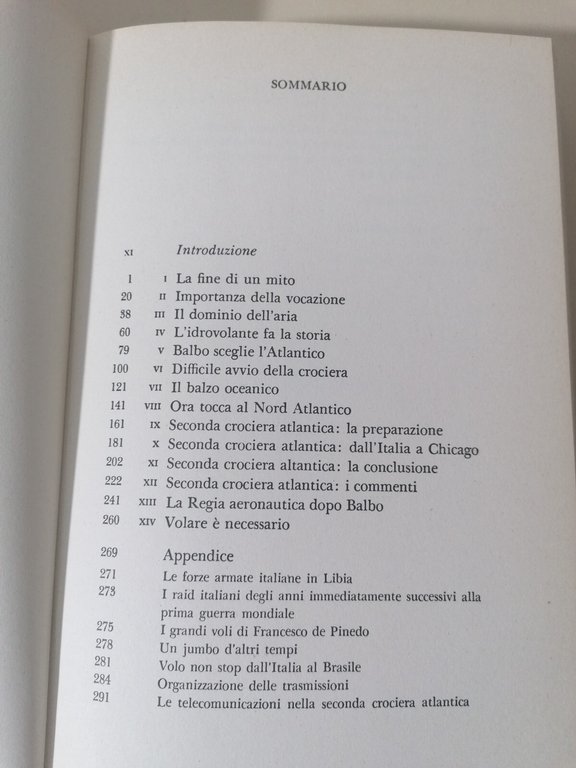 SOMMARIO
XI Introduzione
1 I La fine di un mito
20 II Importanza della vocazione
38 III Il dominio dell'aria
60 IV L'idrovolante fa la storia
79 V Balbo sceglie l'Atlantico
100 VI Difficile avvio della crociera
121 VII Il balzo oceanico
141 VIII Ora tocca al Nord Atlantico
161 IX Seconda crociera atlantica: la preparazione
181 X Seconda crociera atlantica: dall'Italia a Chicago
202 XI Seconda crociera altantica: la conclusione
222 XII Seconda crociera atlantica: i commenti
241 XIII La Regia aeronautica dopo Balbo
260 XIV Volare è necessario
269 Appendice
271 Le forze armate italiane in Libia
273 I raid italiani degli anni immediatamente successivi alla
prima guerra mondiale
275 I grandi voli di Francesco de Pinedo
278 Un jumbo d'altri tempi
281 Volo non stop dall'Italia al Brasile
284 Organizzazione delle trasmissioni
291 Le telecomunicazioni nella seconda crociera atlantica